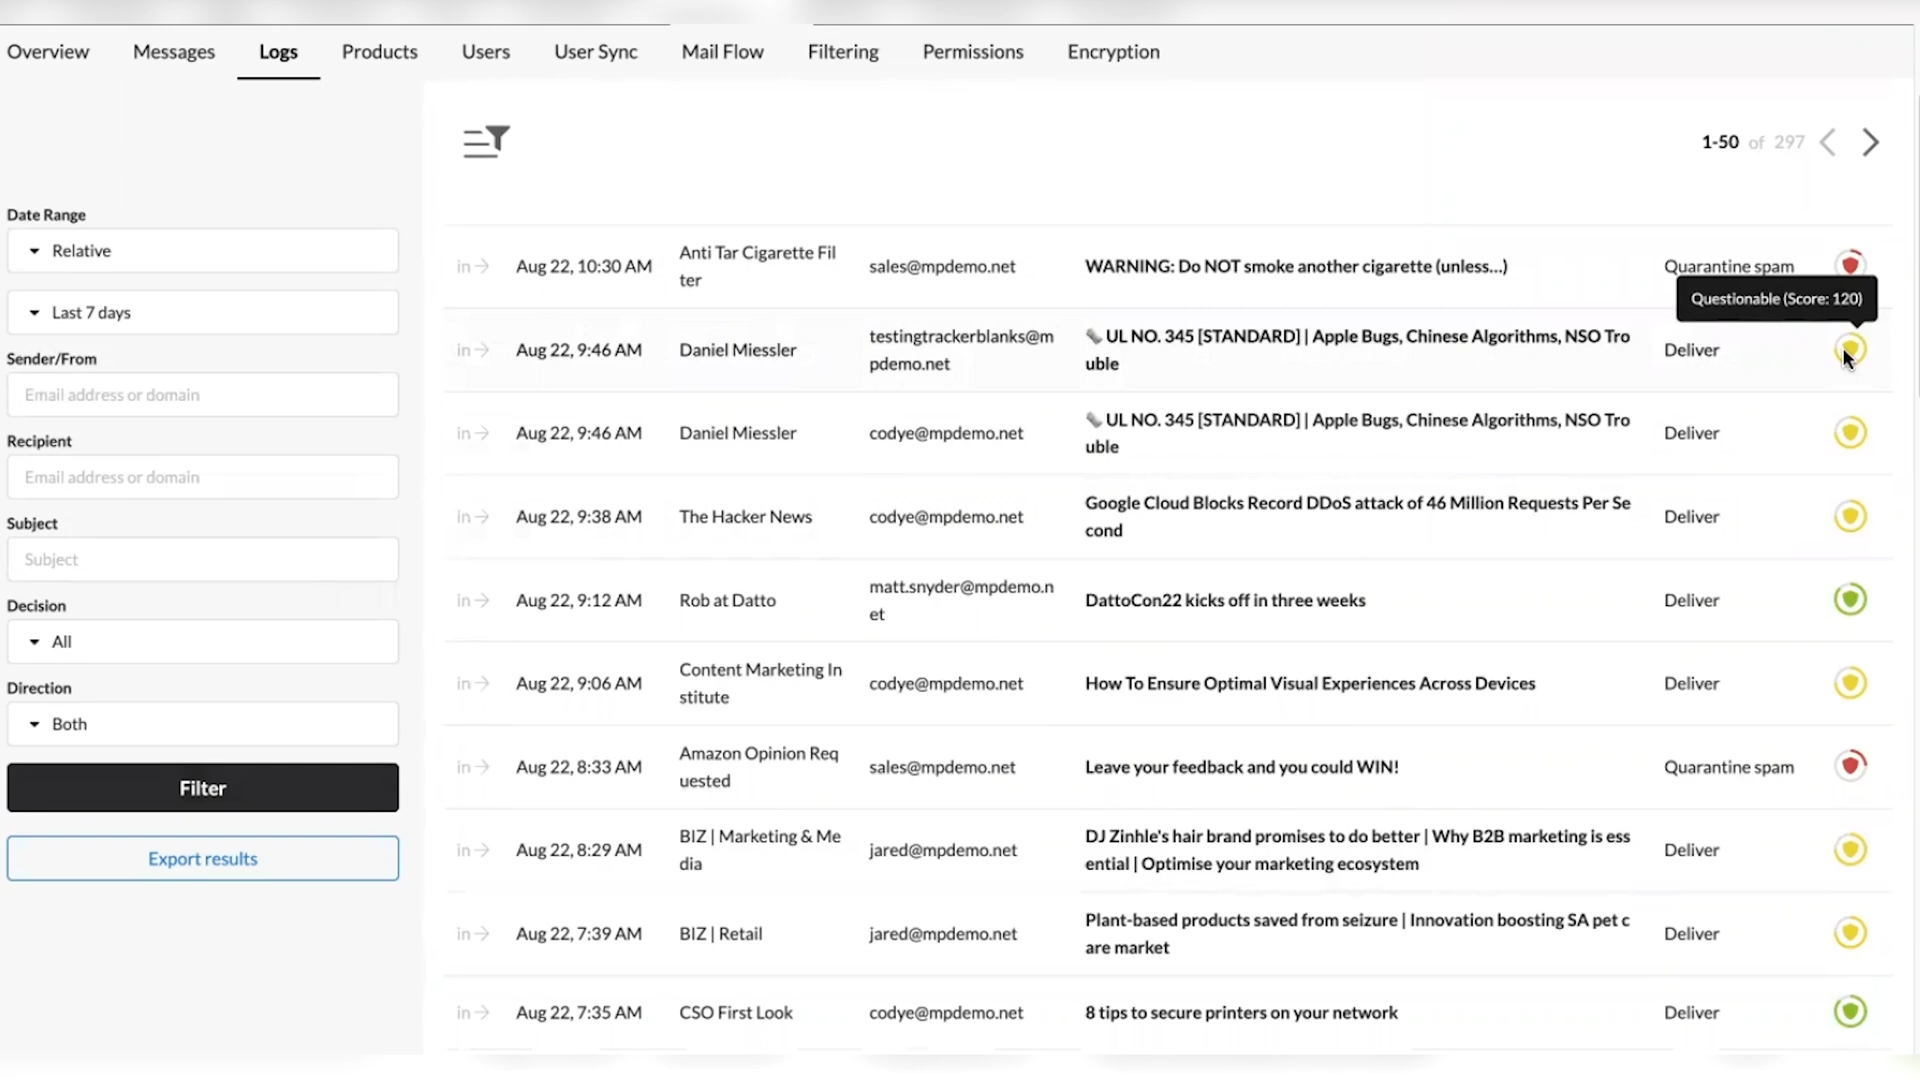 Overview Messages Logs Products Users User Sync Mail Flow Filtering Permissions Encryption
1-50 of 297
Date Range
Relative
Last 7 days
Sender/From
Email address or domain
Recipient
Email address or domain
Subject
Subject
Decision
All
Direction
Both
Filter
Export results
in Aug 22, 10:30 AM Anti Tar Cigarette Fil sales@mpdemo.net WARNING: Do NOT smoke another cigarette (unless...) Quarantine spam
ter
Questionable (Score: 120)
in Aug 22, 9:46 AM Daniel Miessler testingtrackerblanks@m UL NO. 345 [STANDARD] | Apple Bugs, Chinese Algorithms, NSO Tro Deliver
pdemo.net uble
in Aug 22, 9:46 AM Daniel Miessler codye@mpdemo.net UL NO. 345 [STANDARD] | Apple Bugs, Chinese Algorithms, NSO Tro Deliver
uble
in Aug 22, 9:38 AM The Hacker News codye@mpdemo.net Google Cloud Blocks Record DDoS attack of 46 Million Requests Per Se Deliver
cond
in Aug 22, 9:12 AM Rob at Datto matt.snyder@mpdemo.n DattoCon22 kicks off in three weeks Deliver
et
in Aug 22, 9:06 AM Content Marketing In codye@mpdemo.net How To Ensure Optimal Visual Experiences Across Devices Deliver
stitute
in Aug 22, 8:33 AM Amazon Opinion Req sales@mpdemo.net Leave your feedback and you could WIN! Quarantine spam
uested
in Aug 22, 8:29 AM BIZ | Marketing & Me jared@mpdemo.net DJ Zinhle's hair brand promises to do better | Why B2B marketing is ess Deliver
dia ential | Optimise your marketing ecosystem
in Aug 22, 7:39 AM BIZ | Retail jared@mpdemo.net Plant-based products saved from seizure | Innovation boosting SA pet c Deliver
are market
in Aug 22, 7:35 AM CSO First Look codye@mpdemo.net 8 tips to secure printers on your network Deliver